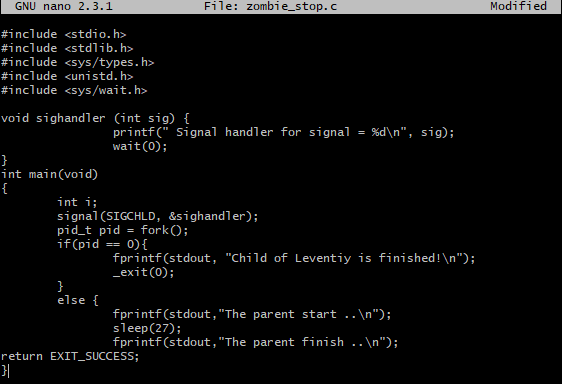 GNU nano 2.3.1 File: zombie_stop.c Modified
#include <stdio.h>
#include <stdlib.h>
#include <sys/types.h>
#include <unistd.h>
#include <sys/wait.h>
void sighandler (int sig) {
printf(" Signal handler for signal = %d\n", sig);
wait(0);
}
int main(void)
{
int i;
signal(SIGCHLD, &sighandler);
pid_t pid = fork();
if(pid == 0){
fprintf(stdout, "Child of Leventiy is finished!\n");
_exit(0);
}
else {
fprintf(stdout,"The parent start ..\n");
sleep(27);
fprintf(stdout,"The parent finish ..\n");
return EXIT_SUCCESS;
}